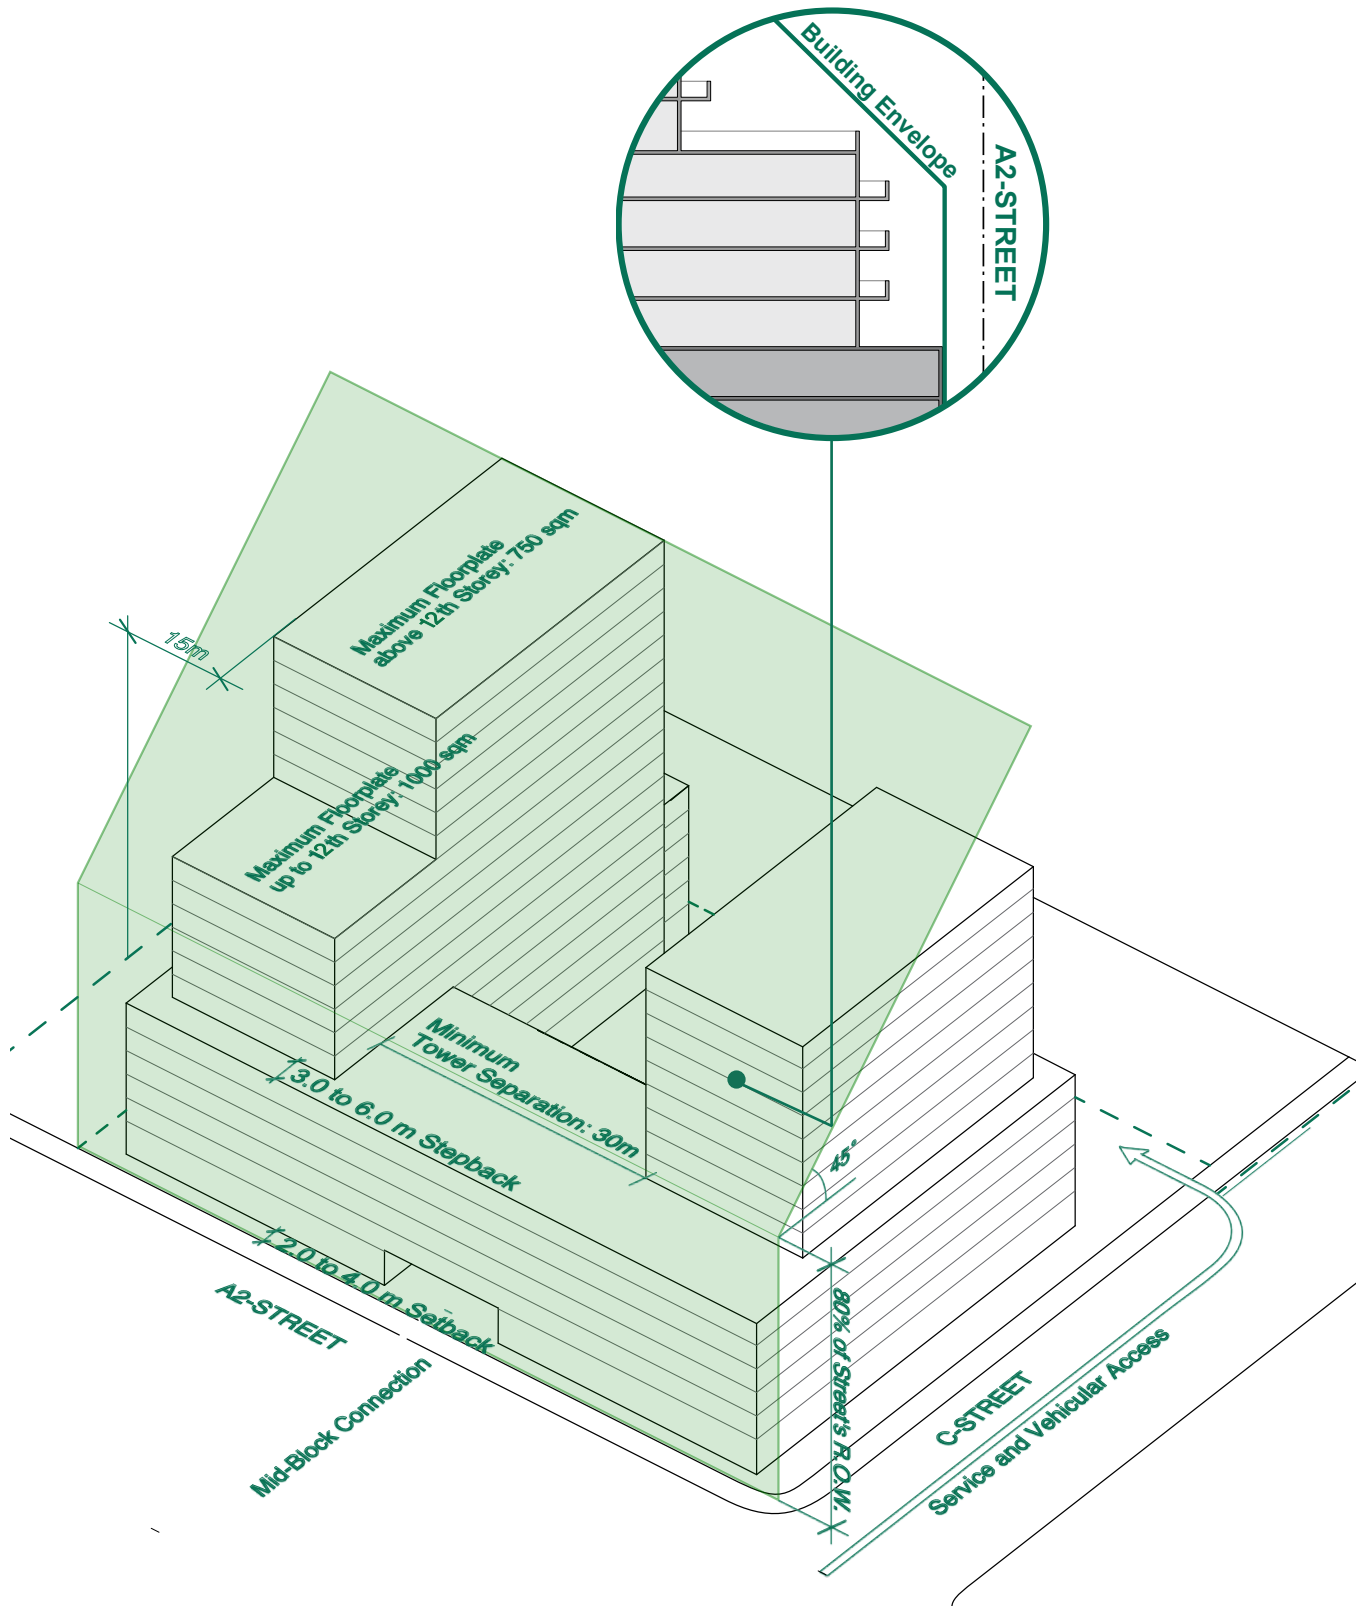 Building Envelope
A2-STREET
Maximum Floorplate
above 12th Storey: 750 sqm
15m
Maximum Floorplate
up to 12th Storey: 1000 sqm
Minimum
Tower Separation: 30m
3.0 to 6.0 m Stepback
45°
2.0 to 4.0 m Setback
80% of Street's R.O.W.
A2-STREET
Mid-Block Connection
C-STREET
Service and Vehicular Access